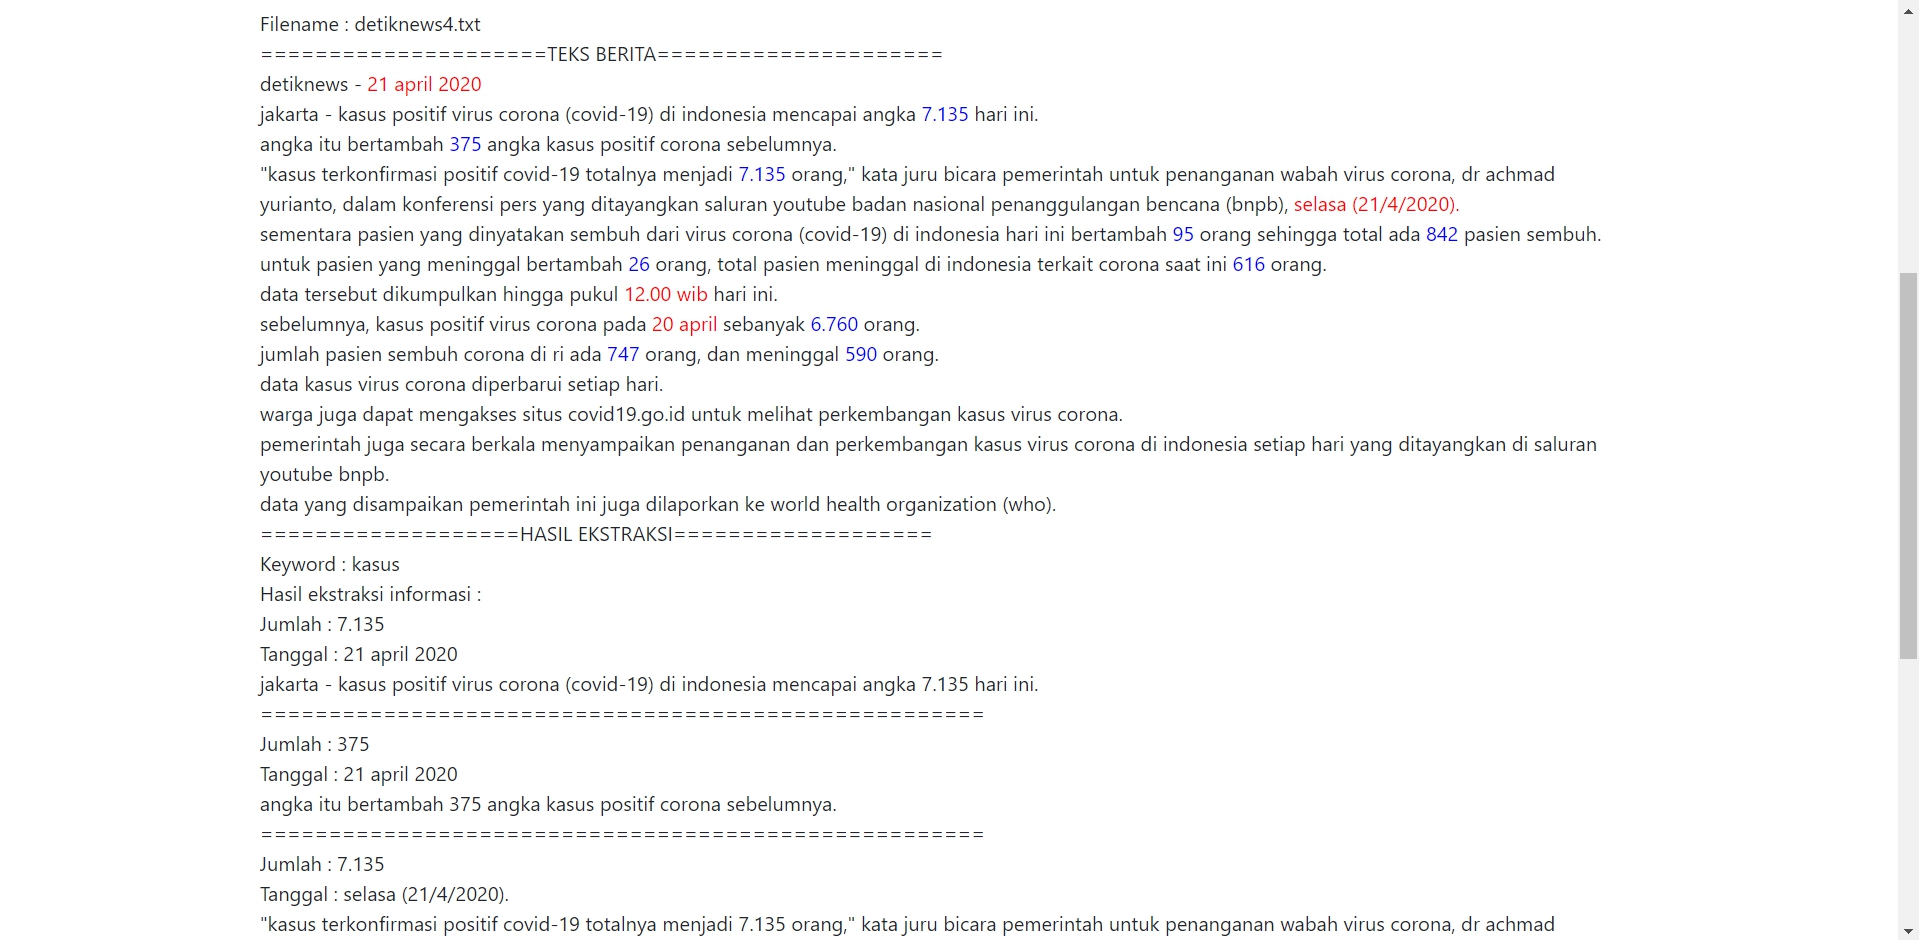 Filename : detiknews4.txt
=====================TEKS BERITA=====================
detiknews - 21 april 2020
jakarta - kasus positif virus corona (covid-19) di indonesia mencapai angka 7.135 hari ini.
angka itu bertambah 375 angka kasus positif corona sebelumnya.
"kasus terkonfirmasi positif covid-19 totalnya menjadi 7.135 orang," kata juru bicara pemerintah untuk penanganan wabah virus corona, dr achmad
yurianto, dalam konferensi pers yang ditayangkan saluran youtube badan nasional penanggulangan bencana (bnpb), selasa (21/4/2020).
sementara pasien yang dinyatakan sembuh dari virus corona (covid-19) di indonesia hari ini bertambah 95 orang sehingga total ada 842 pasien sembuh.
untuk pasien yang meninggal bertambah 26 orang, total pasien meninggal di indonesia terkait corona saat ini 616 orang.
data tersebut dikumpulkan hingga pukul 12.00 wib hari ini.
sebelumnya, kasus positif virus corona pada 20 april sebanyak 6.760 orang.
jumlah pasien sembuh corona di ri ada 747 orang, dan meninggal 590 orang.
data kasus virus corona diperbarui setiap hari.
warga juga dapat mengakses situs covid19.go.id untuk melihat perkembangan kasus virus corona.
pemerintah juga secara berkala menyampaikan penanganan dan perkembangan kasus virus corona di indonesia setiap hari yang ditayangkan di saluran
youtube bnpb.
data yang disampaikan pemerintah ini juga dilaporkan ke world health organization (who).
===================HASIL EKSTRAKSI===================
Keyword : kasus
Hasil ekstraksi informasi :
Jumlah : 7.135
Tanggal : 21 april 2020
jakarta - kasus positif virus corona (covid-19) di indonesia mencapai angka 7.135 hari ini.
=====================================================
Jumlah : 375
Tanggal : 21 april 2020
angka itu bertambah 375 angka kasus positif corona sebelumnya.
=====================================================
Jumlah : 7.135
Tanggal : selasa (21/4/2020).
"kasus terkonfirmasi positif covid-19 totalnya menjadi 7.135 orang," kata juru bicara pemerintah untuk penanganan wabah virus corona, dr achmad